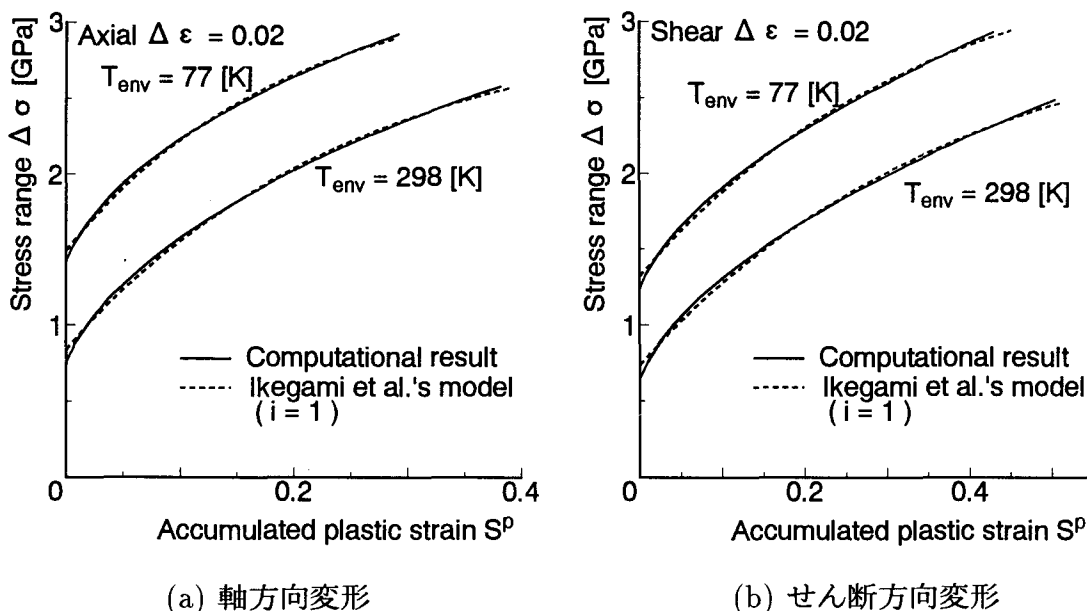 Stress range Δ σ [GPa]
3
2
1
0
0.2
0.4
Axial Δ ε = 0.02
T_env = 77 [K]
T_env = 298 [K]
Computational result
Ikegami et al.'s model
( i = 1 )
Accumulated plastic strain S^p
(a) 軸方向変形
Stress range Δ σ [GPa]
3
2
1
0
0.2
0.4
Shear Δ ε = 0.02
T_env = 77 [K]
T_env = 298 [K]
Computational result
Ikegami et al.'s model
( i = 1 )
Accumulated plastic strain S^p
(b) せん断方向変形